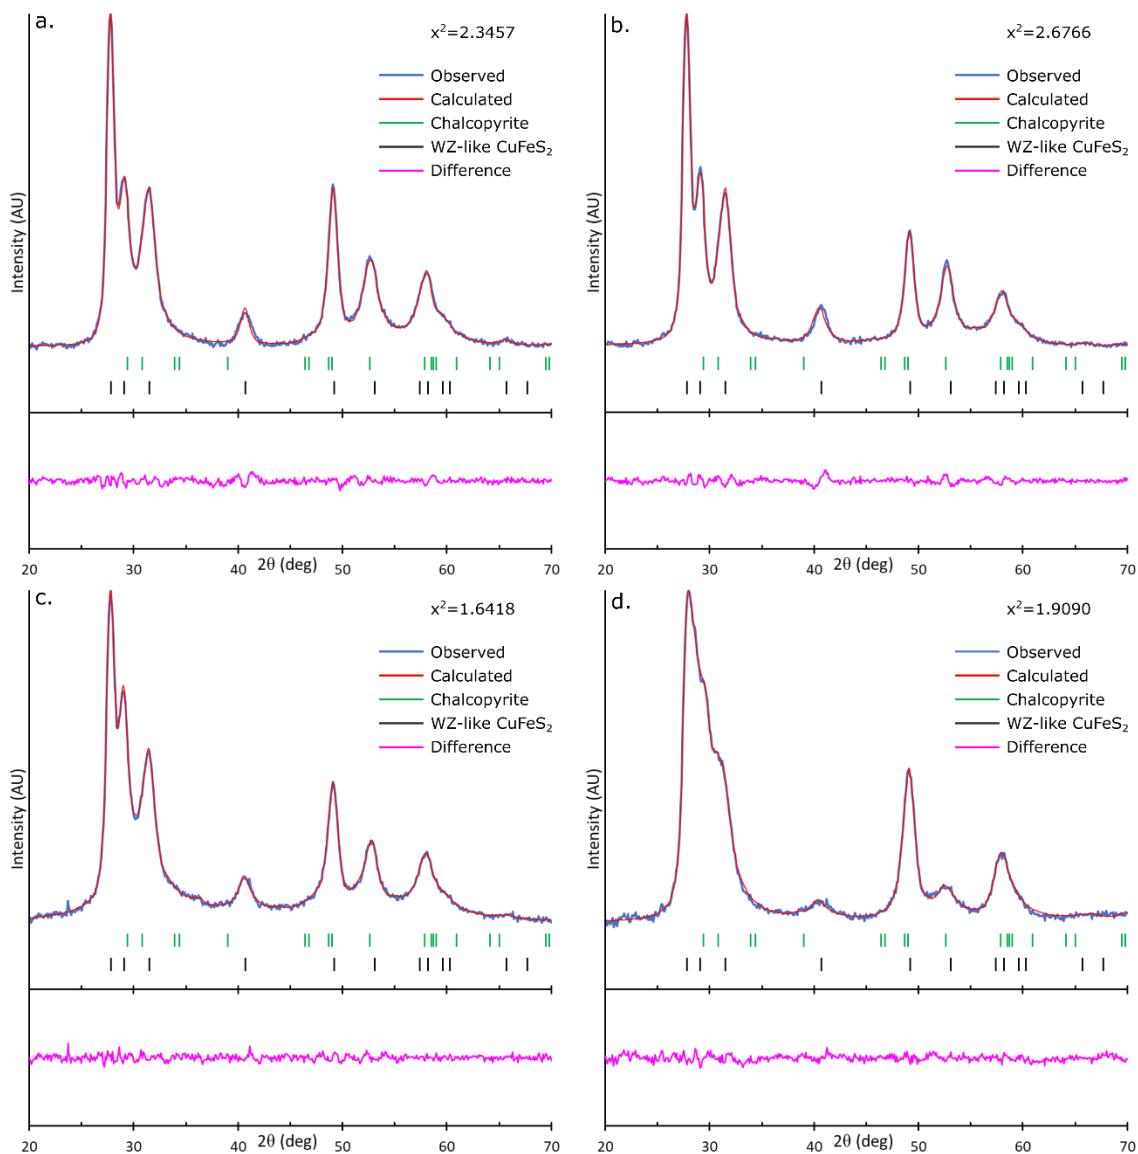 a.
x²=2.3457
Observed
Calculated
Chalcopyrite
WZ-like CuFeS₂
Difference
Intensity (AU)
20 30 40 50 60 70
2θ (deg)
b.
x²=2.6766
Observed
Calculated
Chalcopyrite
WZ-like CuFeS₂
Difference
Intensity (AU)
20 30 40 50 60 70
2θ (deg)
c.
x²=1.6418
Observed
Calculated
Chalcopyrite
WZ-like CuFeS₂
Difference
Intensity (AU)
20 30 40 50 60 70
2θ (deg)
d.
x²=1.9090
Observed
Calculated
Chalcopyrite
WZ-like CuFeS₂
Difference
Intensity (AU)
20 30 40 50 60 70
2θ (deg)